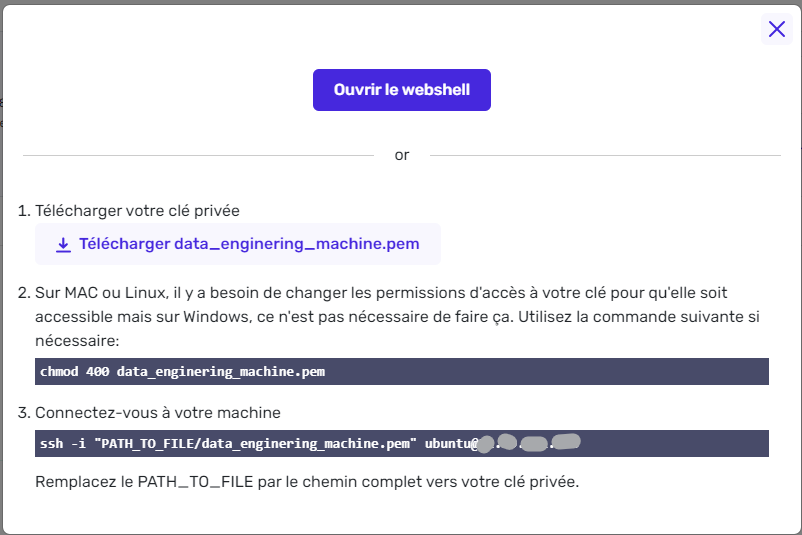 Ouvrir le webshell
or
1. Télécharger votre clé privée
Télécharger data_enginering_machine.pem
2. Sur MAC ou Linux, il y a besoin de changer les permissions d'accès à votre clé pour qu'elle soit
accessible mais sur Windows, ce n'est pas nécessaire de faire ça. Utilisez la commande suivante si
nécessaire:
chmod 400 data_enginering_machine.pem
3. Connectez-vous à votre machine
ssh -i "PATH_TO_FILE/data_enginering_machine.pem" ubuntu@
Remplacez le PATH_TO_FILE par le chemin complet vers votre clé privée.